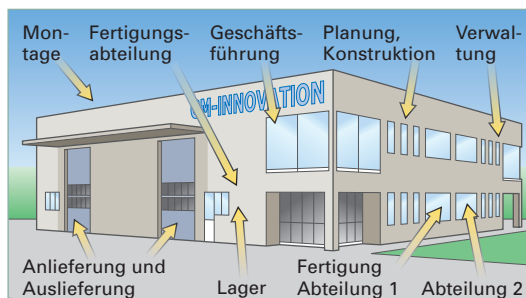 Mon-
tage
Fertigungs-
abteilung
Geschäfts-
führung
Planung,
Konstruktion
Verwal-
tung
CM-INNOVATION
Anlieferung und
Auslieferung
Lager
Fertigung
Abteilung 1
Abteilung 2